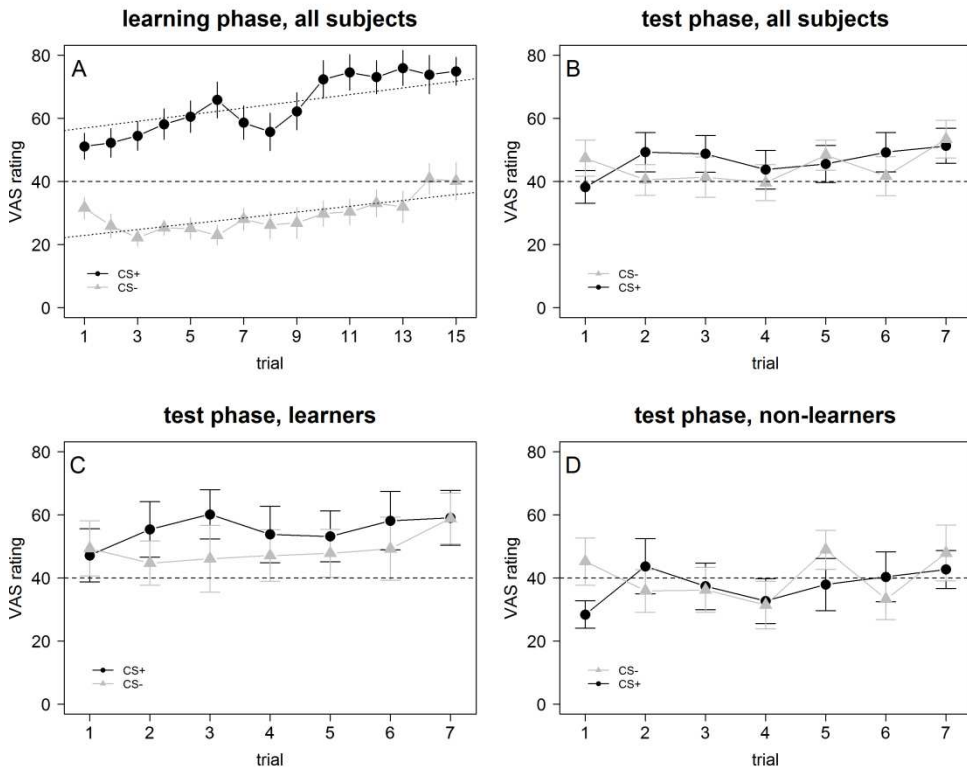 learning phase, all subjects
A
VAS rating
80
60
40
20
0
CS+
CS-
1 3 5 7 9 11 13 15
trial
test phase, all subjects
B
VAS rating
80
60
40
20
0
CS-
CS+
1 2 3 4 5 6 7
trial
test phase, learners
C
VAS rating
80
60
40
20
0
CS+
CS-
1 2 3 4 5 6 7
trial
test phase, non-learners
D
VAS rating
80
60
40
20
0
CS-
CS+
1 2 3 4 5 6 7
trial